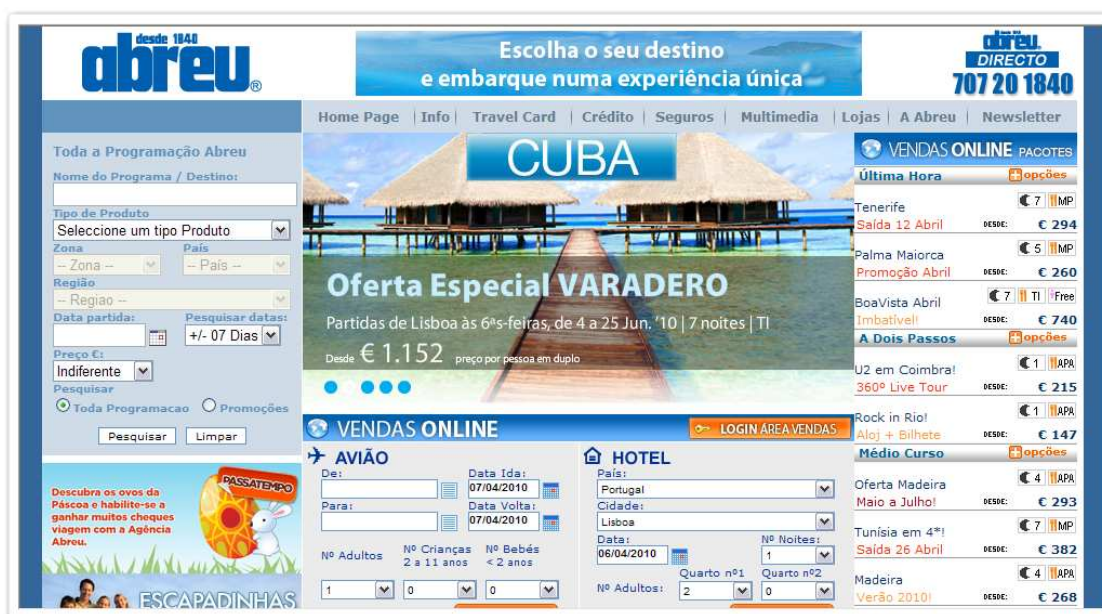 desde 1840
abreu®
Escolha o seu destino
e embarque numa experiência única
abreu
DIRECTO
707 20 1840
Home Page | Info | Travel Card | Crédito | Seguros | Multimedia | Lojas | A Abreu | Newsletter
Toda a Programação Abreu
Nome do Programa / Destino:
Tipo de Produto
Seleccione um tipo Produto
Zona País
-- Zona -- -- País --
Região
-- Regiao --
Data partida: Pesquisar datas:
+/- 07 Dias
Preço €:
Indiferente
Pesquisar
Toda Programacao Promoções
Pesquisar Limpar
PASSATEMPO
Descubra os ovos da
Páscoa e habilite-se a
ganhar muitos cheques
viagem com a Agência
Abreu.
ESCAPADINHAS
CUBA
Oferta Especial VARADERO
Partidas de Lisboa às 6ªs-feiras, de 4 a 25 Jun. '10 | 7 noites | TI
Desde € 1.152 preço por pessoa em duplo
VENDAS ONLINE
LOGIN ÁREA VENDAS
AVIÃO
De: Data Ida:
07/04/2010
Para: Data Volta:
07/04/2010
Nº Adultos Nº Crianças Nº Bebés
2 a 11 anos < 2 anos
1 0 0
HOTEL
País:
Portugal
Cidade:
Lisboa
Data: Nº Noites:
06/04/2010 1
Quarto nº1 Quarto nº2
Nº Adultos: 2 0
VENDAS ONLINE PACOTES
Última Hora opções
7 MP
Tenerife
Saída 12 Abril DESDE: € 294
5 MP
Palma Maiorca
Promoção Abril DESDE: € 260
7 TI Free
BoaVista Abril
Imbatível! DESDE: € 740
A Dois Passos opções
1 APA
U2 em Coimbra!
360º Live Tour DESDE: € 215
1 APA
Rock in Rio!
Aloj + Bilhete DESDE: € 147
Médio Curso opções
4 APA
Oferta Madeira
Maio a Julho! DESDE: € 293
7 MP
Tunísia em 4*!
Saída 26 Abril DESDE: € 382
4 APA
Madeira
Verão 2010! DESDE: € 268